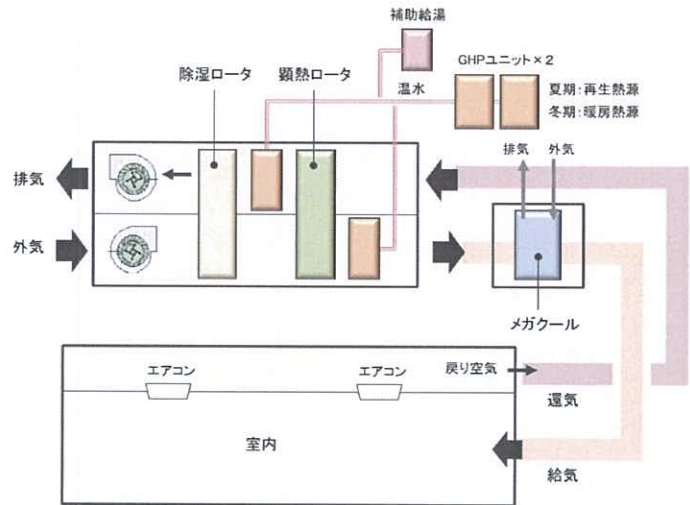 補助給湯
GHPユニット×2
除湿ロータ
顕熱ロータ
温水
夏期：再生熱源
冬期：暖房熱源
排気
外気
排気
外気
メガクール
エアコン
エアコン
戻り空気
還気
室内
給気